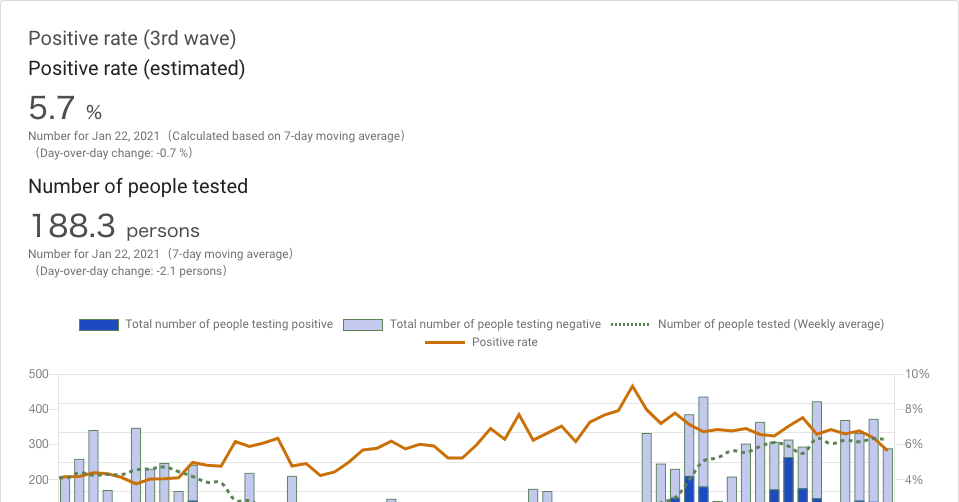 Positive rate (3rd wave)
Positive rate (estimated)
5.7 %
Number for Jan 22, 2021（Calculated based on 7-day moving average）
（Day-over-day change: -0.7 %）
Number of people tested
188.3 persons
Number for Jan 22, 2021（7-day moving average）
（Day-over-day change: -2.1 persons）
Total number of people testing positive Total number of people testing negative Number of people tested (Weekly average)
Positive rate
500 10%
400 8%
300 6%
200 4%